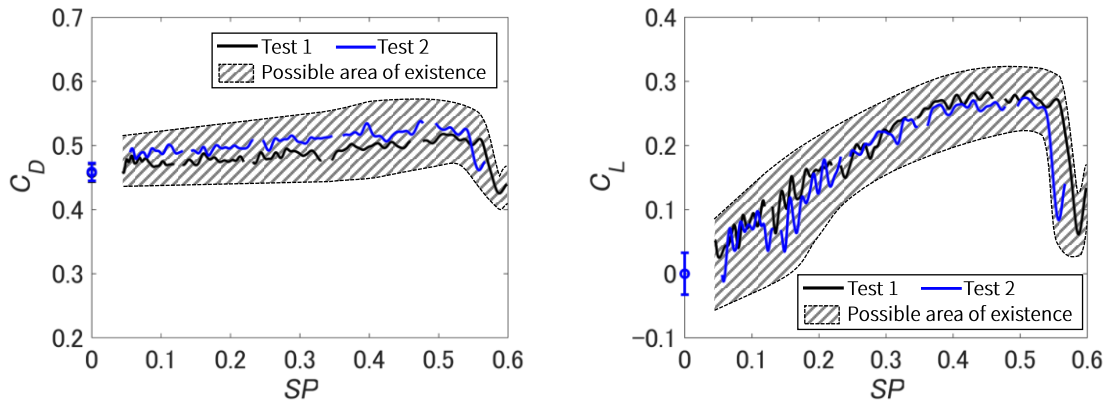 0.7
0.6
0.5
0.4
0.3
0.2
C_D
Test 1 Test 2
Possible area of existence
0 0.1 0.2 0.3 0.4 0.5 0.6
SP
0.4
0.3
0.2
0.1
0
−0.1
C_L
Test 1 Test 2
Possible area of existence
0 0.1 0.2 0.3 0.4 0.5 0.6
SP